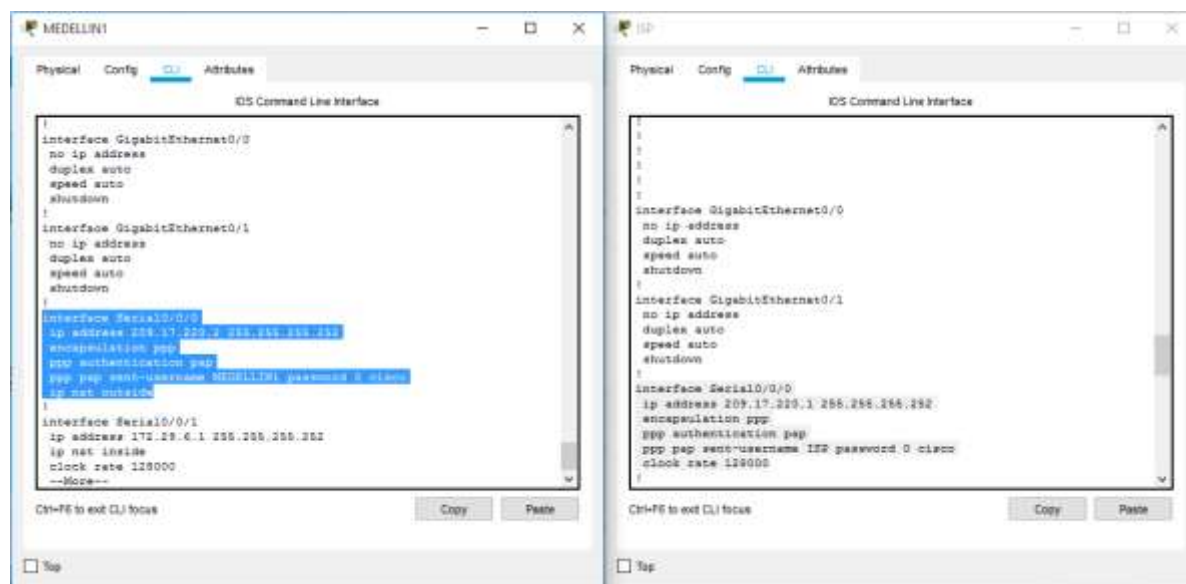 MEDELLIN1
Physical Config CLI Attributes
IOS Command Line Interface
!
interface GigabitEthernet0/0
no ip address
duplex auto
speed auto
shutdown
!
interface GigabitEthernet0/1
no ip address
duplex auto
speed auto
shutdown
!
interface Serial0/0/0
ip address 209.17.220.2 255.255.255.252
encapsulation ppp
ppp authentication pap
ppp pap sent-username MEDELLIN1 password 0 cisco
ip nat outside
!
interface Serial0/0/1
ip address 172.29.6.1 255.255.255.252
ip nat inside
clock rate 128000
--More--
Ctrl+F6 to exit CLI focus
Copy Paste
Top
ISP
Physical Config CLI Attributes
IOS Command Line Interface
!
!
!
!
!
!
interface GigabitEthernet0/0
no ip address
duplex auto
speed auto
shutdown
!
interface GigabitEthernet0/1
no ip address
duplex auto
speed auto
shutdown
!
interface Serial0/0/0
ip address 209.17.220.1 255.255.255.252
encapsulation ppp
ppp authentication pap
ppp pap sent-username ISP password 0 cisco
clock rate 128000
!
Ctrl+F6 to exit CLI focus
Copy Paste
Top